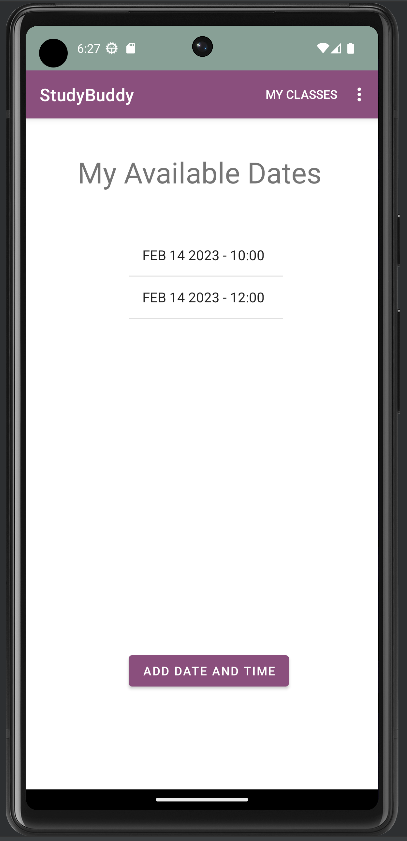 6:27
StudyBuddy MY CLASSES
My Available Dates
FEB 14 2023 - 10:00
FEB 14 2023 - 12:00
ADD DATE AND TIME